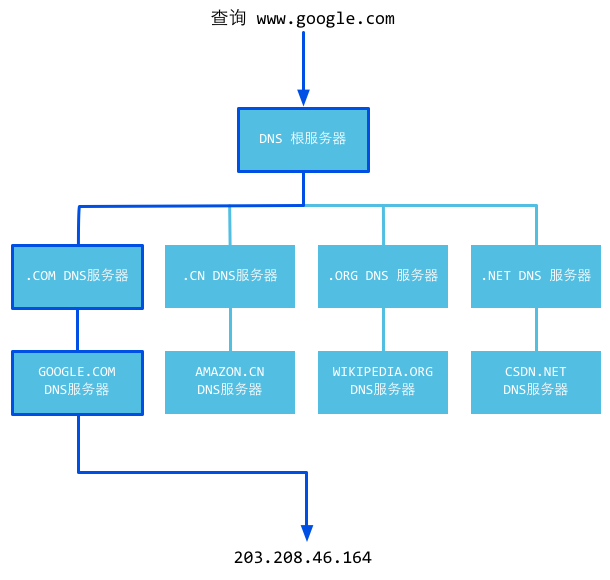 查询 www.google.com
DNS 根服务器
.COM DNS服务器
.CN DNS服务器
.ORG DNS 服务器
.NET DNS 服务器
GOOGLE.COM
DNS服务器
AMAZON.CN
DNS服务器
WIKIPEDIA.ORG
DNS服务器
CSDN.NET
DNS服务器
203.208.46.164